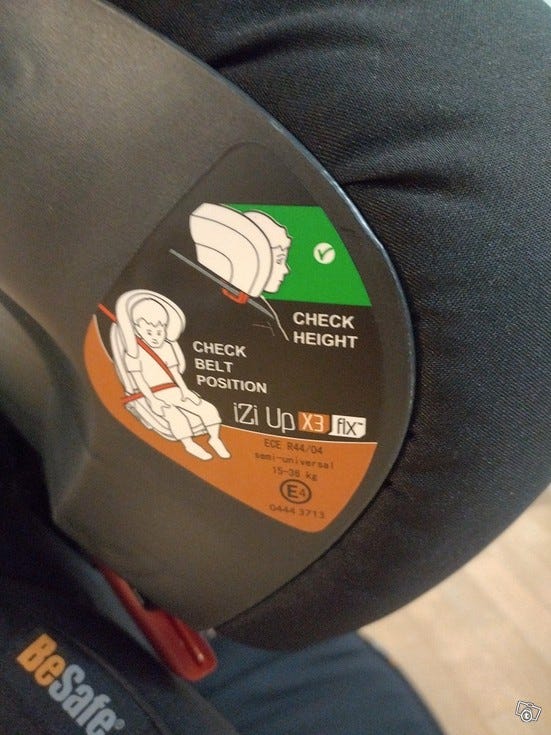 CHECK
HEIGHT
CHECK
BELT
POSITION
iZi Up X3 fix™
ECE R44/04
semi-universal
15-36 kg
E4
0444 3713
BeSafe®